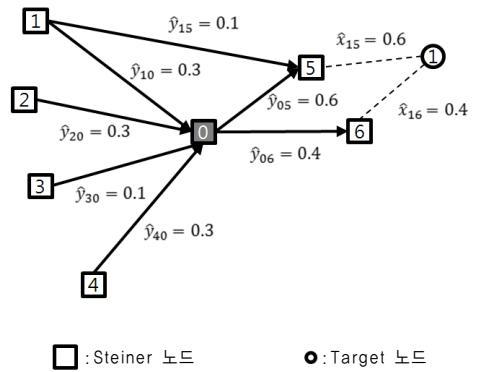 1
ŷ₁₅ = 0.1
x̂₁₅ = 0.6
1
ŷ₁₀ = 0.3
5
2
ŷ₀₅ = 0.6
x̂₁₆ = 0.4
ŷ₂₀ = 0.3
0
6
ŷ₀₆ = 0.4
3
ŷ₃₀ = 0.1
ŷ₄₀ = 0.3
4
: Steiner 노드
: Target 노드